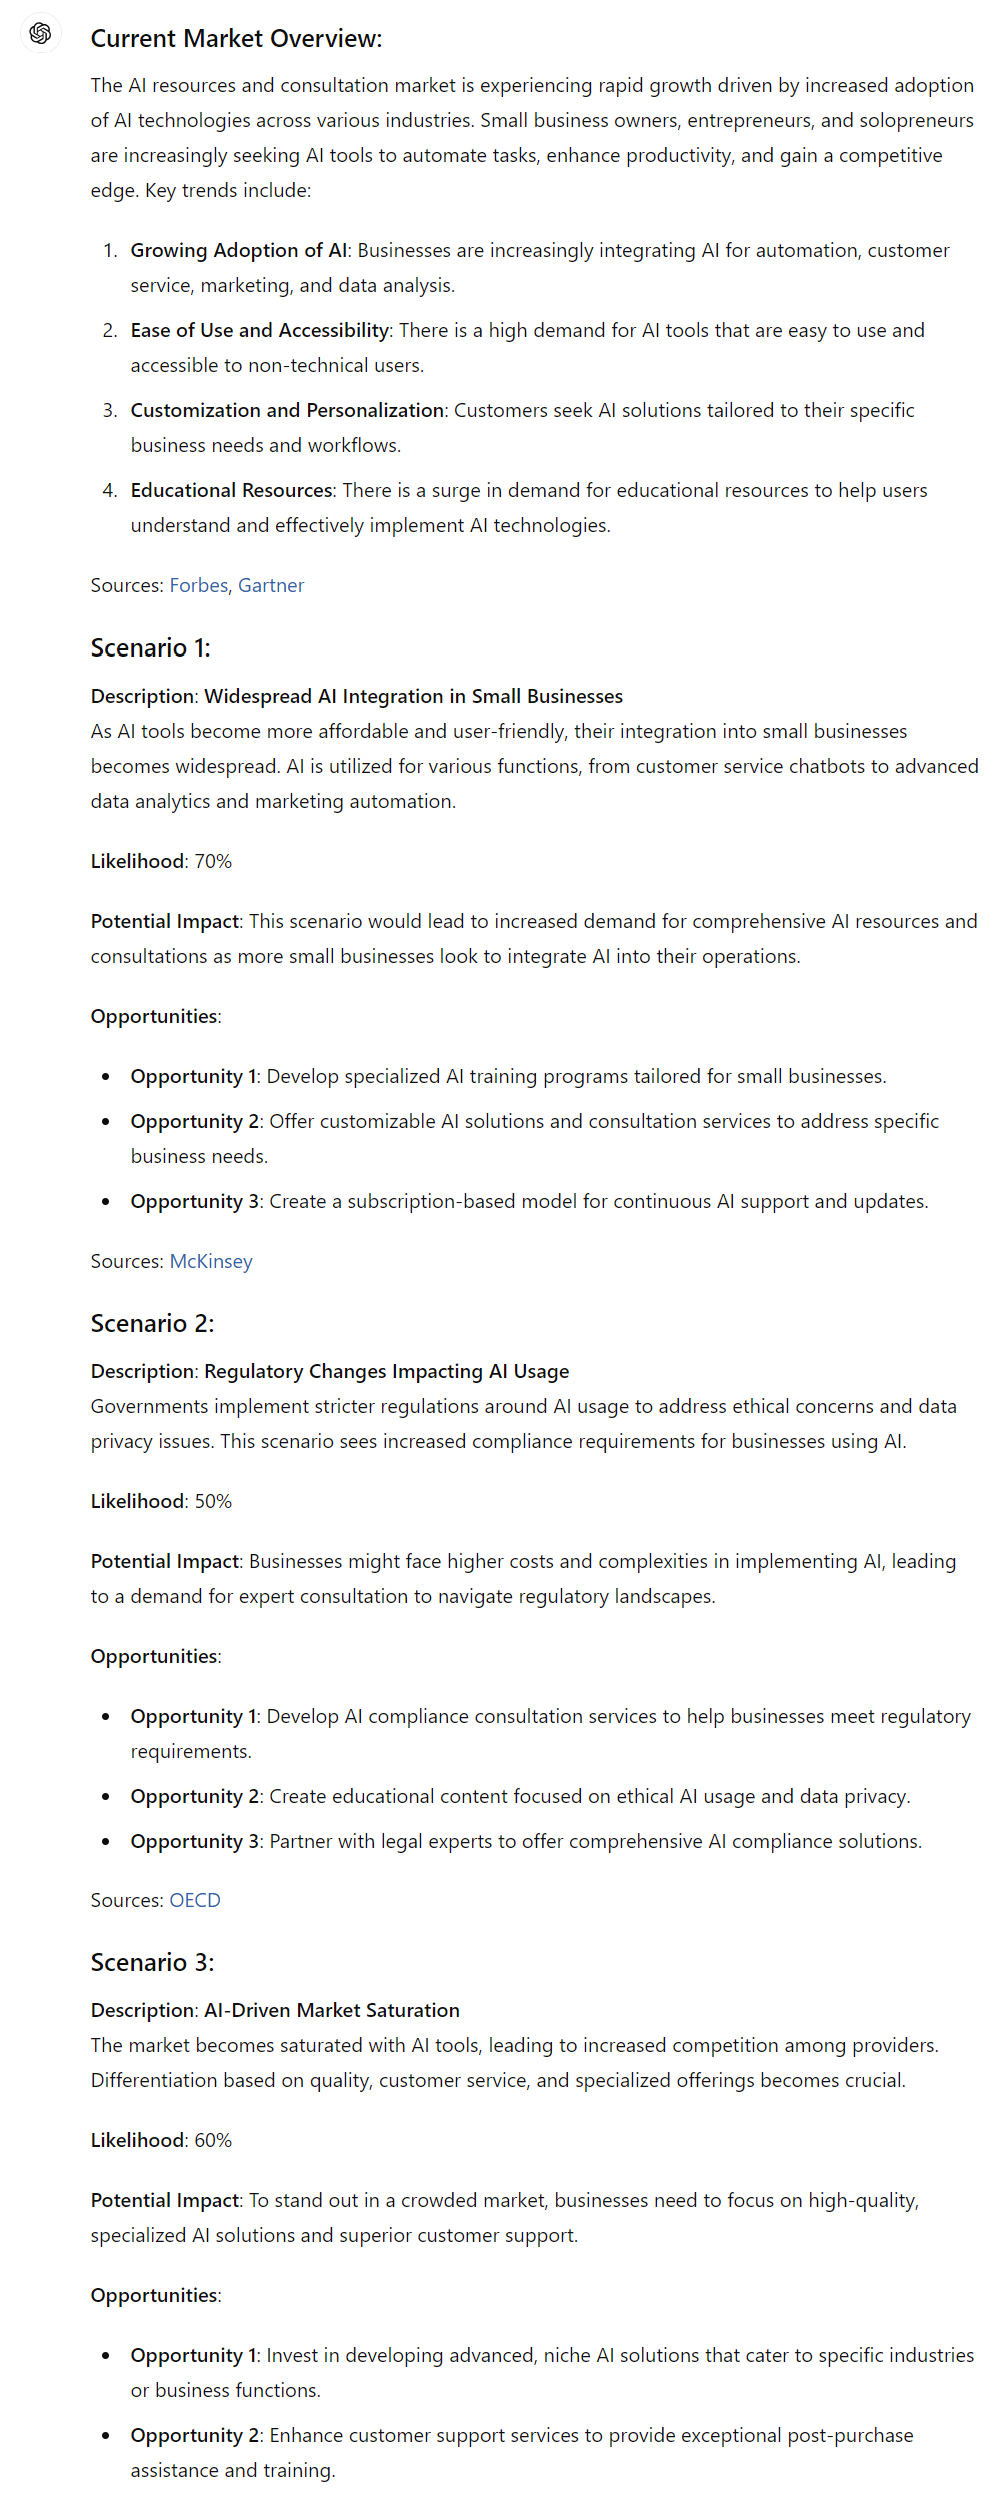 Current Market Overview:
The AI resources and consultation market is experiencing rapid growth driven by increased adoption
of AI technologies across various industries. Small business owners, entrepreneurs, and solopreneurs
are increasingly seeking AI tools to automate tasks, enhance productivity, and gain a competitive
edge. Key trends include:
1. Growing Adoption of AI: Businesses are increasingly integrating AI for automation, customer
service, marketing, and data analysis.
2. Ease of Use and Accessibility: There is a high demand for AI tools that are easy to use and
accessible to non-technical users.
3. Customization and Personalization: Customers seek AI solutions tailored to their specific
business needs and workflows.
4. Educational Resources: There is a surge in demand for educational resources to help users
understand and effectively implement AI technologies.
Sources: Forbes, Gartner
Scenario 1:
Description: Widespread AI Integration in Small Businesses
As AI tools become more affordable and user-friendly, their integration into small businesses
becomes widespread. AI is utilized for various functions, from customer service chatbots to advanced
data analytics and marketing automation.
Likelihood: 70%
Potential Impact: This scenario would lead to increased demand for comprehensive AI resources and
consultations as more small businesses look to integrate AI into their operations.
Opportunities:
• Opportunity 1: Develop specialized AI training programs tailored for small businesses.
• Opportunity 2: Offer customizable AI solutions and consultation services to address specific
business needs.
• Opportunity 3: Create a subscription-based model for continuous AI support and updates.
Sources: McKinsey
Scenario 2:
Description: Regulatory Changes Impacting AI Usage
Governments implement stricter regulations around AI usage to address ethical concerns and data
privacy issues. This scenario sees increased compliance requirements for businesses using AI.
Likelihood: 50%
Potential Impact: Businesses might face higher costs and complexities in implementing AI, leading
to a demand for expert consultation to navigate regulatory landscapes.
Opportunities:
• Opportunity 1: Develop AI compliance consultation services to help businesses meet regulatory
requirements.
• Opportunity 2: Create educational content focused on ethical AI usage and data privacy.
• Opportunity 3: Partner with legal experts to offer comprehensive AI compliance solutions.
Sources: OECD
Scenario 3:
Description: AI-Driven Market Saturation
The market becomes saturated with AI tools, leading to increased competition among providers.
Differentiation based on quality, customer service, and specialized offerings becomes crucial.
Likelihood: 60%
Potential Impact: To stand out in a crowded market, businesses need to focus on high-quality,
specialized AI solutions and superior customer support.
Opportunities:
• Opportunity 1: Invest in developing advanced, niche AI solutions that cater to specific industries
or business functions.
• Opportunity 2: Enhance customer support services to provide exceptional post-purchase
assistance and training.